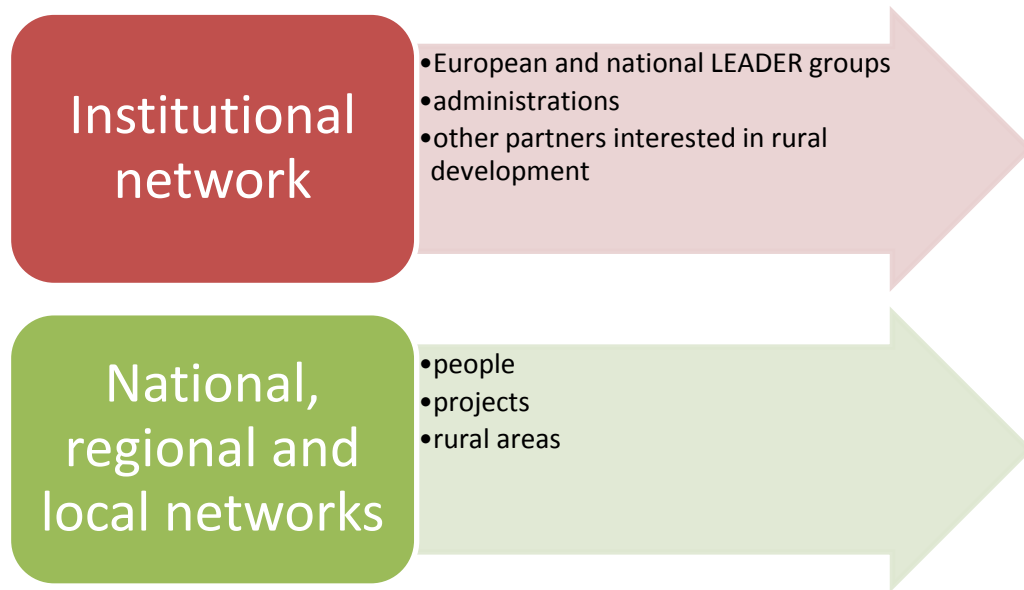 Institutional
network
•European and national LEADER groups
•administrations
•other partners interested in rural
development
National,
regional and
local networks
•people
•projects
•rural areas